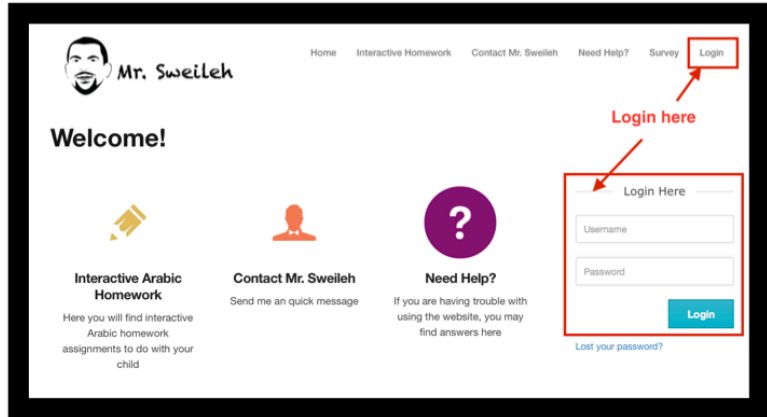 Mr. Sweileh
Home Interactive Homework Contact Mr. Sweileh Need Help? Survey Login
Login here
Welcome!
Login Here
Username
Password
Login
Lost your password?
?
Interactive Arabic
Homework
Here you will find interactive
Arabic homework
assignments to do with your
child
Contact Mr. Sweileh
Send me an quick message
Need Help?
If you are having trouble with
using the website, you may
find answers here